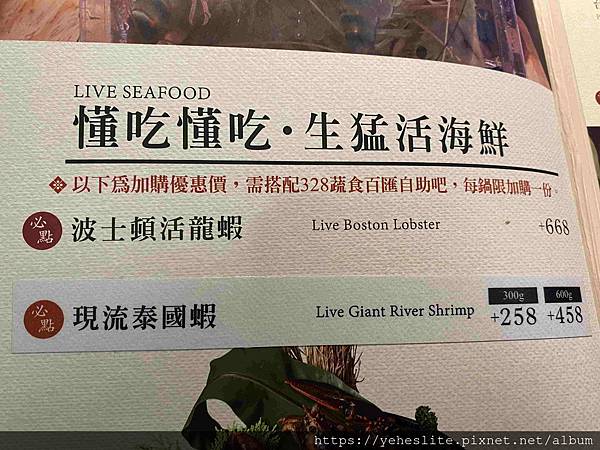 LIVE SEAFOOD
懂吃懂吃·生猛活海鮮
❖以下為加購優惠價，需搭配328蔬食百匯自助吧，每鍋限加購一份。
必點 波士頓活龍蝦 Live Boston Lobster +668
300g 600g
必點 現流泰國蝦 Live Giant River Shrimp +258 +458
https://yeheslite.pixnet.net/album